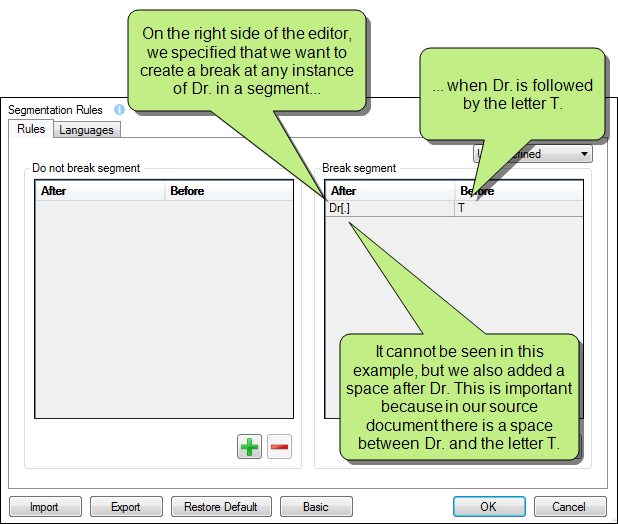 On the right side of the editor,
we specified that we want to
create a break at any instance
of Dr. in a segment...
... when Dr. is followed
by the letter T.
Segmentation Rules
Rules
Languages
Do not break segment
Break segment
After
Before
After
Before
Dr[.]
T
It cannot be seen in this
example, but we also added a
space after Dr. This is important
because in our source
document there is a space
between Dr. and the letter T.
Import
Export
Restore Default
Basic
OK
Cancel